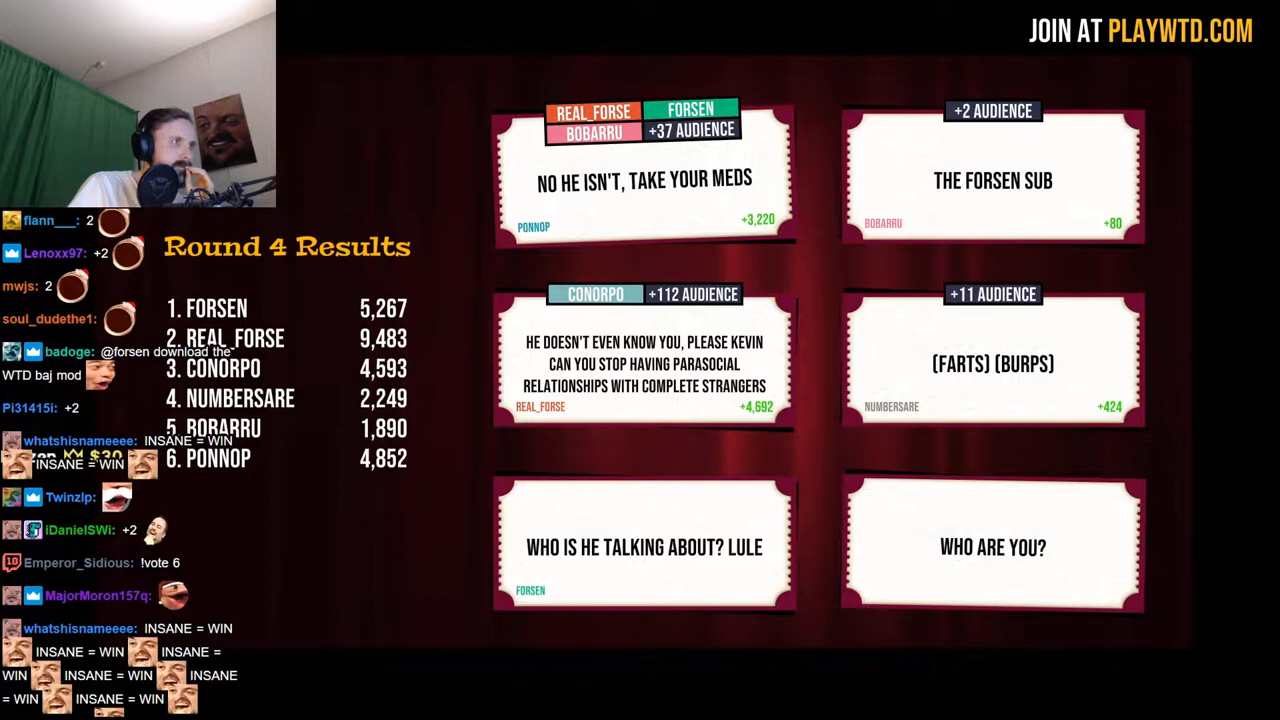 JOIN AT PLAYWTD.COM
REAL_FORSE FORSEN
BOBARRU +37 AUDIENCE
NO HE ISN'T, TAKE YOUR MEDS
PONNOP +3,220
+2 AUDIENCE
THE FORSEN SUB
BOBARRU +80
CONORPO +112 AUDIENCE
HE DOESN'T EVEN KNOW YOU, PLEASE KEVIN
CAN YOU STOP HAVING PARASOCIAL
RELATIONSHIPS WITH COMPLETE STRANGERS
REAL_FORSE +4,692
+11 AUDIENCE
(FARTS) (BURPS)
NUMBERSARE +424
WHO IS HE TALKING ABOUT? LULE
FORSEN
WHO ARE YOU?
Round 4 Results
1. FORSEN 5,267
2. REAL_FORSE 9,483
3. CONORPO 4,593
4. NUMBERSARE 2,249
5. BOBARRU 1,890
6. PONNOP 4,852
flann___: 2
Lenoxx97: +2
mwjs: 2
soul_dudethe1:
badoge: @forsen download the
WTD baj mod
Pi31415i: +2
whatshisnameeee: INSANE = WIN
INSANE = WIN
Twinzlp:
iDanielSWi: +2
Emperor_Sidious: !vote 6
MajorMoron157q:
whatshisnameeee: INSANE = WIN
INSANE = WIN INSANE =
WIN INSANE = WIN INSANE
= WIN INSANE = WIN